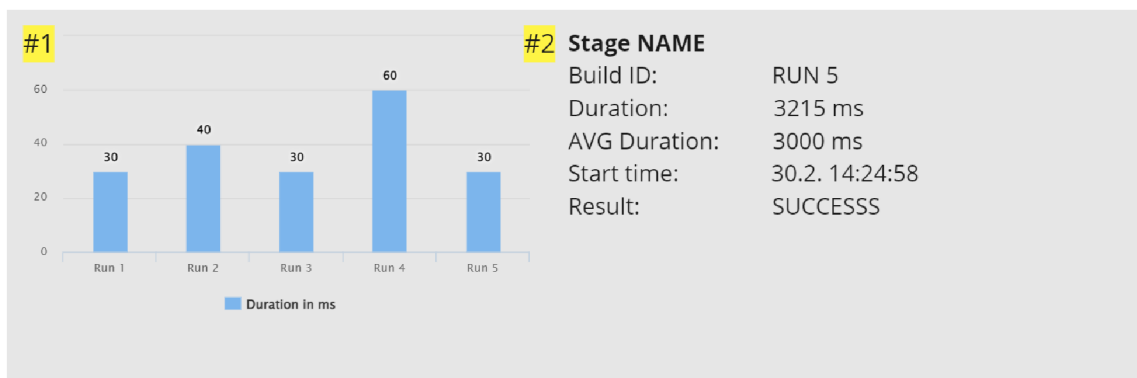 #1
60
40
20
0
30
40
30
60
30
Run 1
Run 2
Run 3
Run 4
Run 5
Duration in ms
#2 Stage NAME
Build ID: RUN 5
Duration: 3215 ms
AVG Duration: 3000 ms
Start time: 30.2. 14:24:58
Result: SUCCESSS